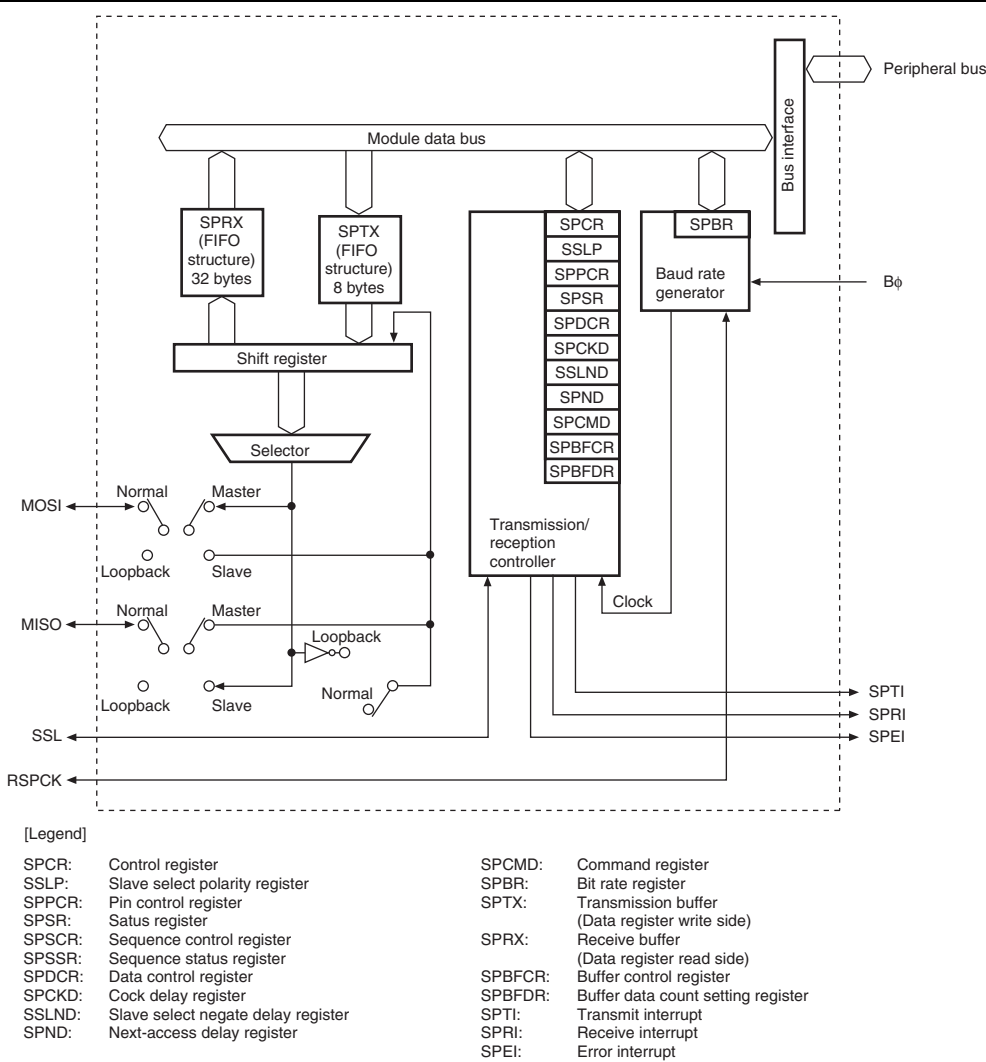 Peripheral bus
Bus interface
Module data bus
SPRX
(FIFO
structure)
32 bytes
SPTX
(FIFO
structure)
8 bytes
SPCR
SSLP
SPPCR
SPSR
SPDCR
SPCKD
SSLND
SPND
SPCMD
SPBFCR
SPBFDR
Transmission/
reception
controller
SPBR
Baud rate
generator
Bϕ
Shift register
Selector
MOSI
Normal
Master
Loopback
Slave
MISO
Normal
Master
Loopback
Loopback
Slave
Normal
Clock
SSL
RSPCK
SPTI
SPRI
SPEI
[Legend]
SPCR: Control register
SSLP: Slave select polarity register
SPPCR: Pin control register
SPSR: Satus register
SPSCR: Sequence control register
SPSSR: Sequence status register
SPDCR: Data control register
SPCKD: Cock delay register
SSLND: Slave select negate delay register
SPND: Next-access delay register
SPCMD: Command register
SPBR: Bit rate register
SPTX: Transmission buffer
(Data register write side)
SPRX: Receive buffer
(Data register read side)
SPBFCR: Buffer control register
SPBFDR: Buffer data count setting register
SPTI: Transmit interrupt
SPRI: Receive interrupt
SPEI: Error interrupt